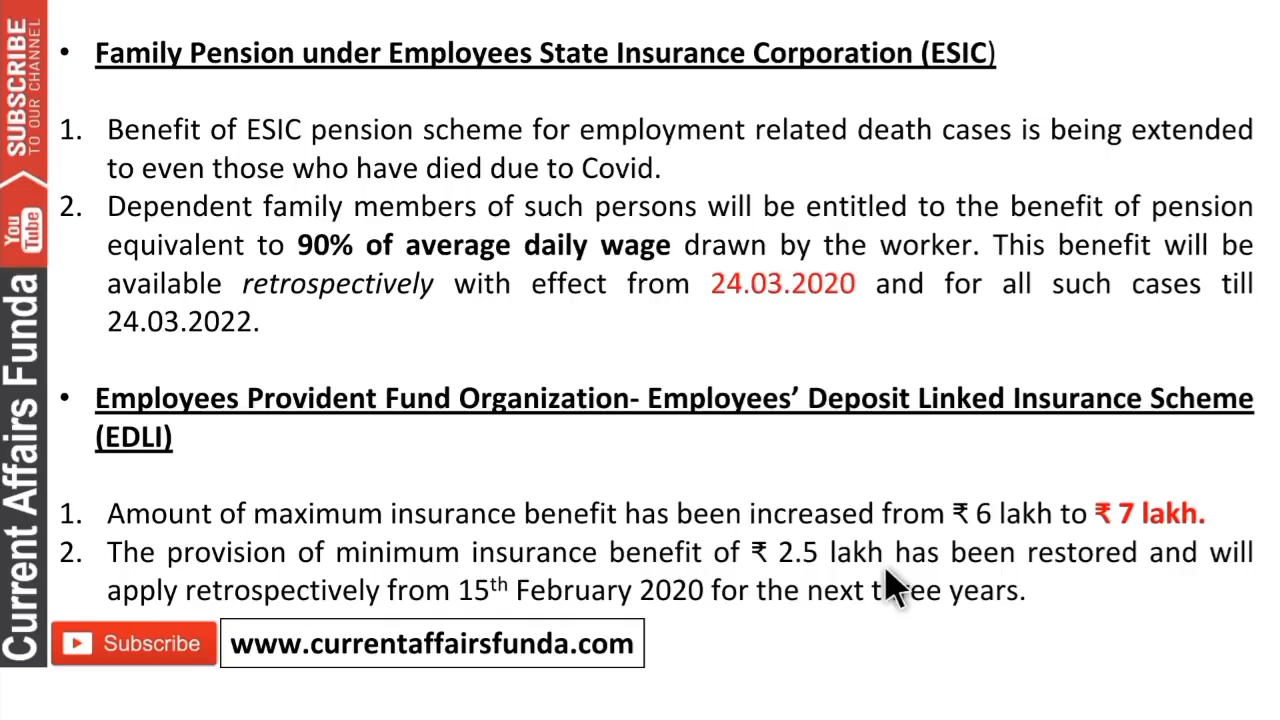 SUBSCRIBE
TO OUR CHANNEL
You
Tube
Current Affairs Funda
• Family Pension under Employees State Insurance Corporation (ESIC)
1. Benefit of ESIC pension scheme for employment related death cases is being extended
to even those who have died due to Covid.
2. Dependent family members of such persons will be entitled to the benefit of pension
equivalent to 90% of average daily wage drawn by the worker. This benefit will be
available retrospectively with effect from 24.03.2020 and for all such cases till
24.03.2022.
• Employees Provident Fund Organization- Employees’ Deposit Linked Insurance Scheme
(EDLI)
1. Amount of maximum insurance benefit has been increased from ₹ 6 lakh to ₹ 7 lakh.
2. The provision of minimum insurance benefit of ₹ 2.5 lakh has been restored and will
apply retrospectively from 15th February 2020 for the next three years.
Subscribe
www.currentaffairsfunda.com